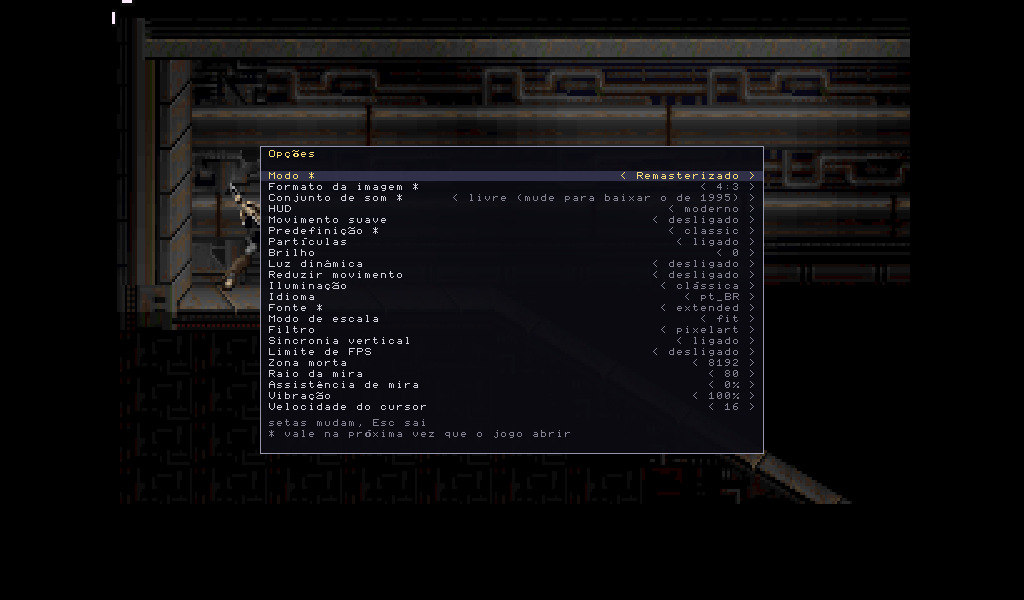 Opções
Modo * < Remasterizado >
Formato da imagem * < 4:3 >
Conjunto de som * < livre (mude para baixar o de 1995) >
HUD < moderno >
Movimento suave < desligado >
Predefinição * < classic >
Partículas < ligado >
Brilho < 0 >
Luz dinâmica < desligado >
Reduzir movimento < desligado >
Iluminação < clássica >
Idioma < pt_BR >
Fonte * < extended >
Modo de escala < fit >
Filtro < pixelart >
Sincronia vertical < ligado >
Limite de FPS < desligado >
Zona morta < 8192 >
Raio da mira < 80 >
Assistência de mira < 0% >
Vibração < 100% >
Velocidade do cursor < 16 >
setas mudam, Esc sai
* vale na próxima vez que o jogo abrir